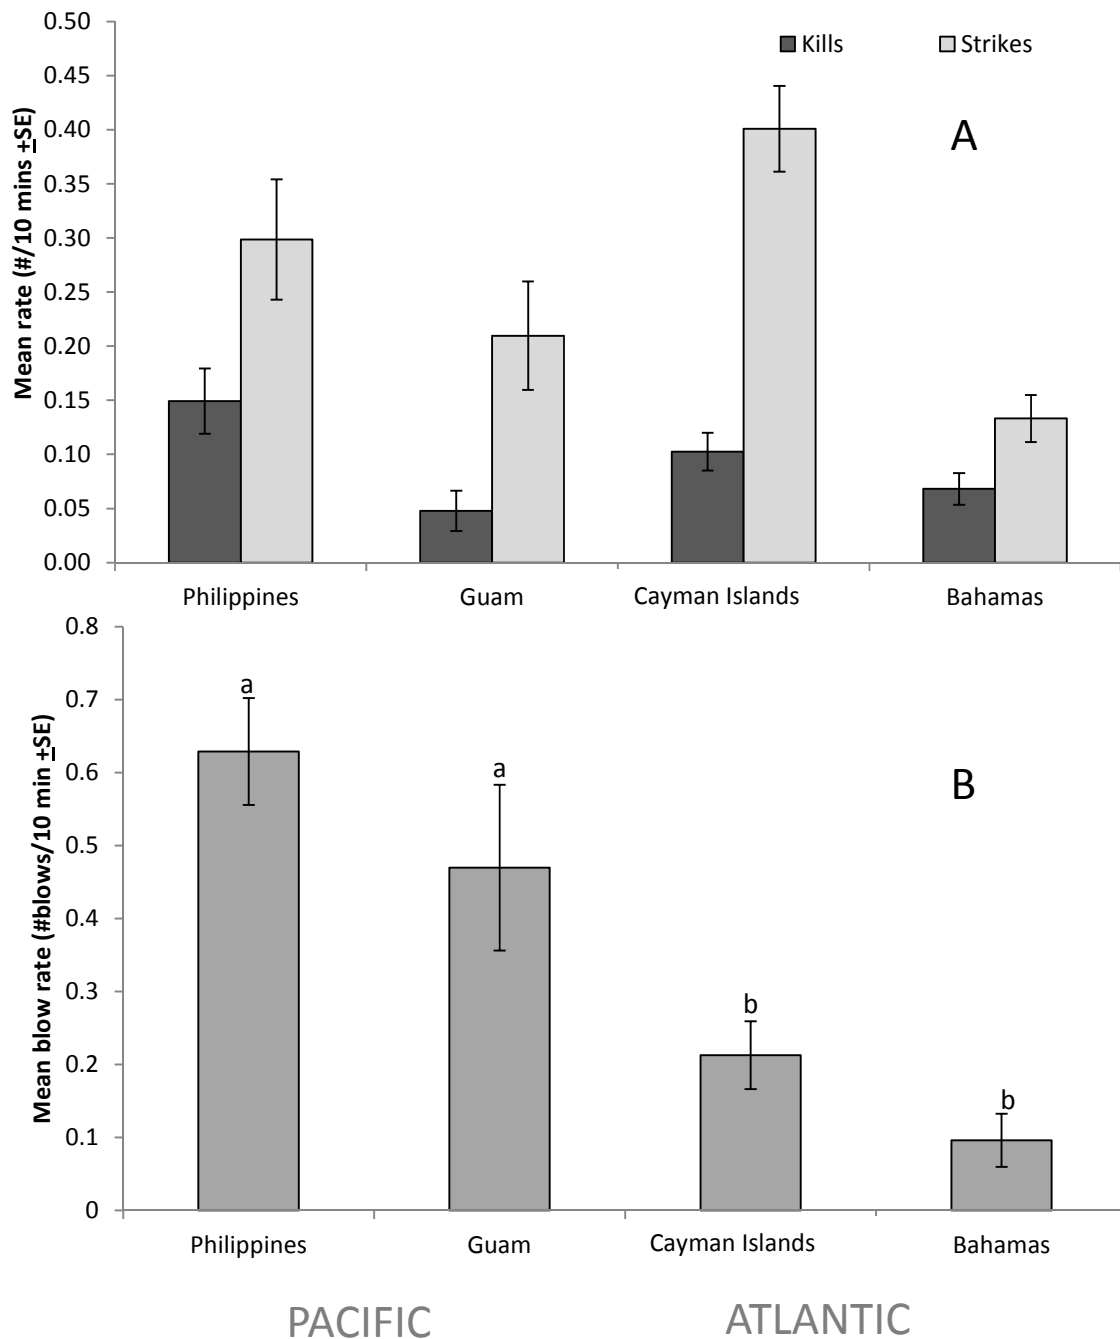 0.50
Kills
Strikes
0.45
0.40
A
0.35
0.30
0.25
0.20
0.15
0.10
0.05
0.00
Mean rate (#/10 mins ±SE)
Philippines
Guam
Cayman Islands
Bahamas
0.8
0.7
0.6
0.5
0.4
0.3
0.2
0.1
0
Mean blow rate (#blows/10 min ±SE)
a
a
B
b
b
Philippines
Guam
Cayman Islands
Bahamas
PACIFIC
ATLANTIC